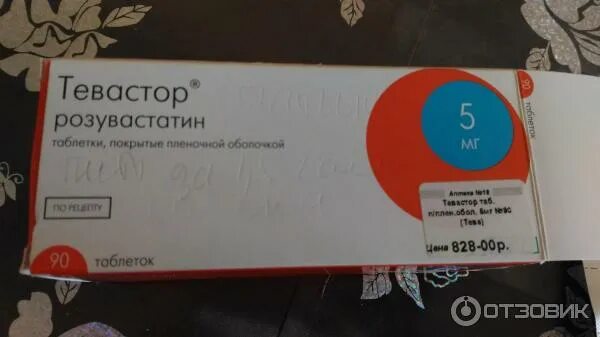 Тевастор®
розувастатин
таблетки, покрытые пленочной оболочкой
ПО РЕЦЕПТУ
90 таблеток
5
мг
90 таблеток
Аптека №18
Тевастор таб.
п/плен.обол. 5мг №90
(Тева)
Цена 828-00р.
за
ОТЗОВИК